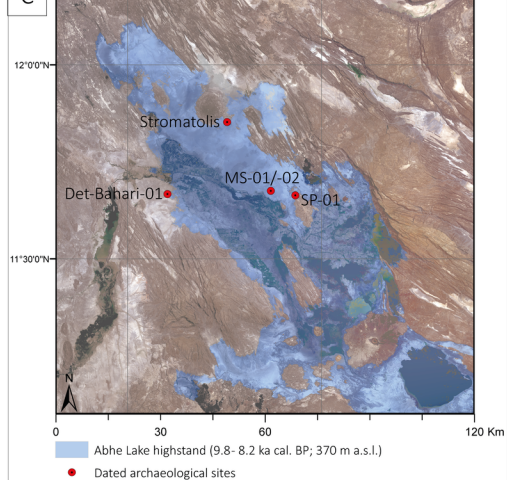 C
12°0'0"N
Stromatolis
MS-01/-02
Det-Bahari-01
SP-01
11°30'0"N
N
0 30 60 120 Km
Abhe Lake highstand (9.8- 8.2 ka cal. BP; 370 m a.s.l.)
Dated archaeological sites